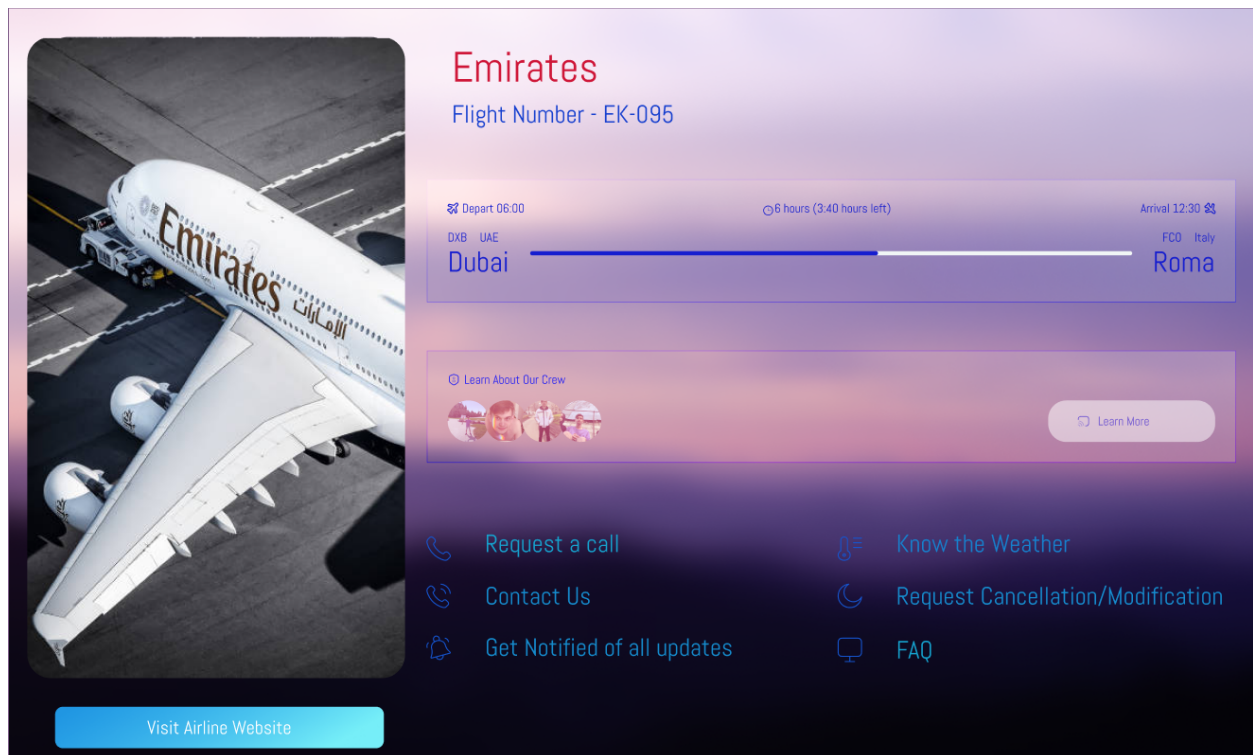 Emirates
Flight Number - EK-095
Depart 06:00
6 hours (3:40 hours left)
Arrival 12:30
DXB UAE
FCO Italy
Dubai
Roma
Learn About Our Crew
Learn More
Request a call
Know the Weather
Contact Us
Request Cancellation/Modification
Get Notified of all updates
FAQ
Visit Airline Website
Emirates
الإمارات